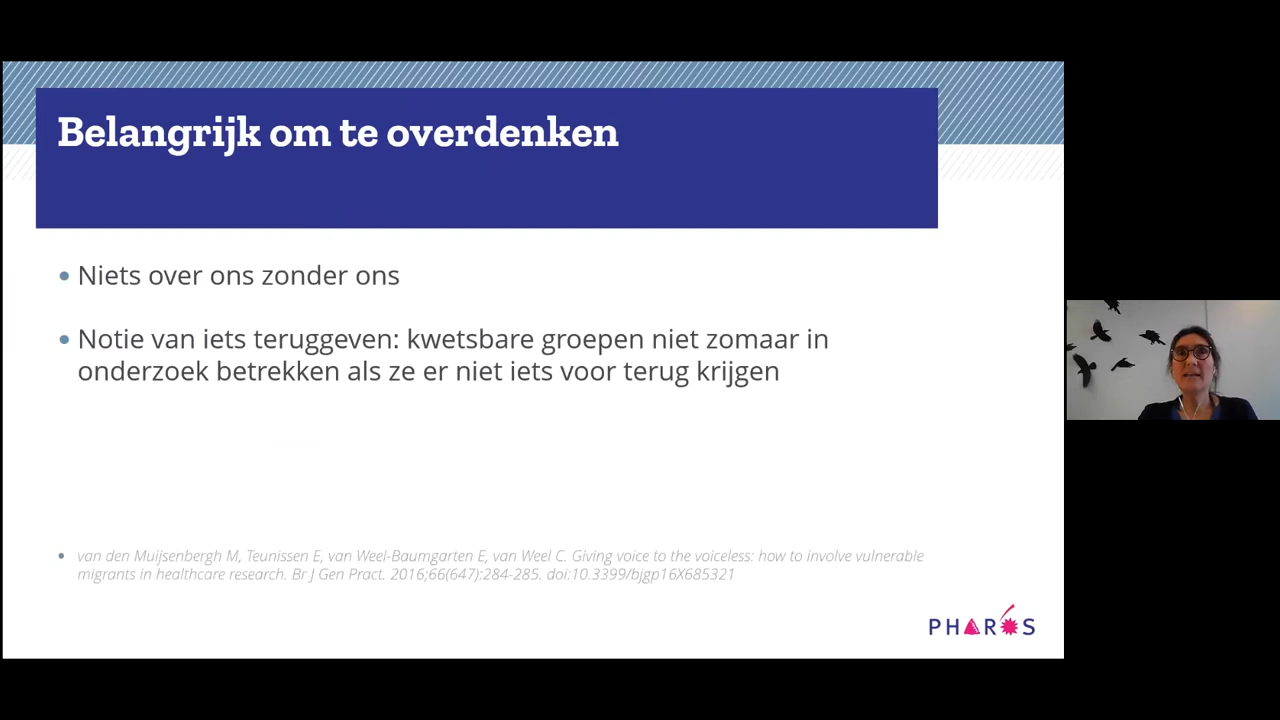 Belangrijk om te overdenken
• Niets over ons zonder ons
• Notie van iets teruggeven: kwetsbare groepen niet zomaar in
onderzoek betrekken als ze er niet iets voor terug krijgen
• van den Muijsenbergh M, Teunissen E, van Weel-Baumgarten E, van Weel C. Giving voice to the voiceless: how to involve vulnerable
migrants in healthcare research. Br J Gen Pract. 2016;66(647):284-285. doi:10.3399/bjgp16X685321
PHAROS